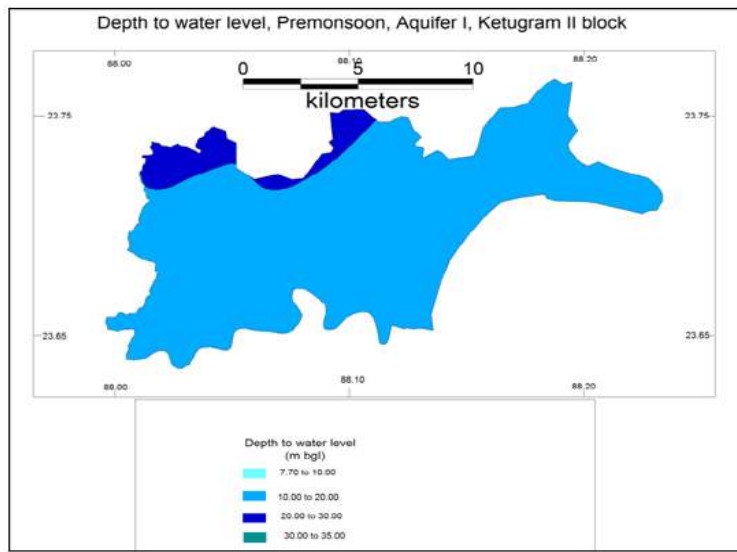 Depth to water level, Premonsoon, Aquifer I, Ketugram II block
88.00 88.10 88.20
0 5 10
kilometers
23.75 23.75
23.65 23.65
88.00 88.10 88.20
Depth to water level
(m bgl)
7.70 to 10.00
10.00 to 20.00
20.00 to 30.00
30.00 to 35.00